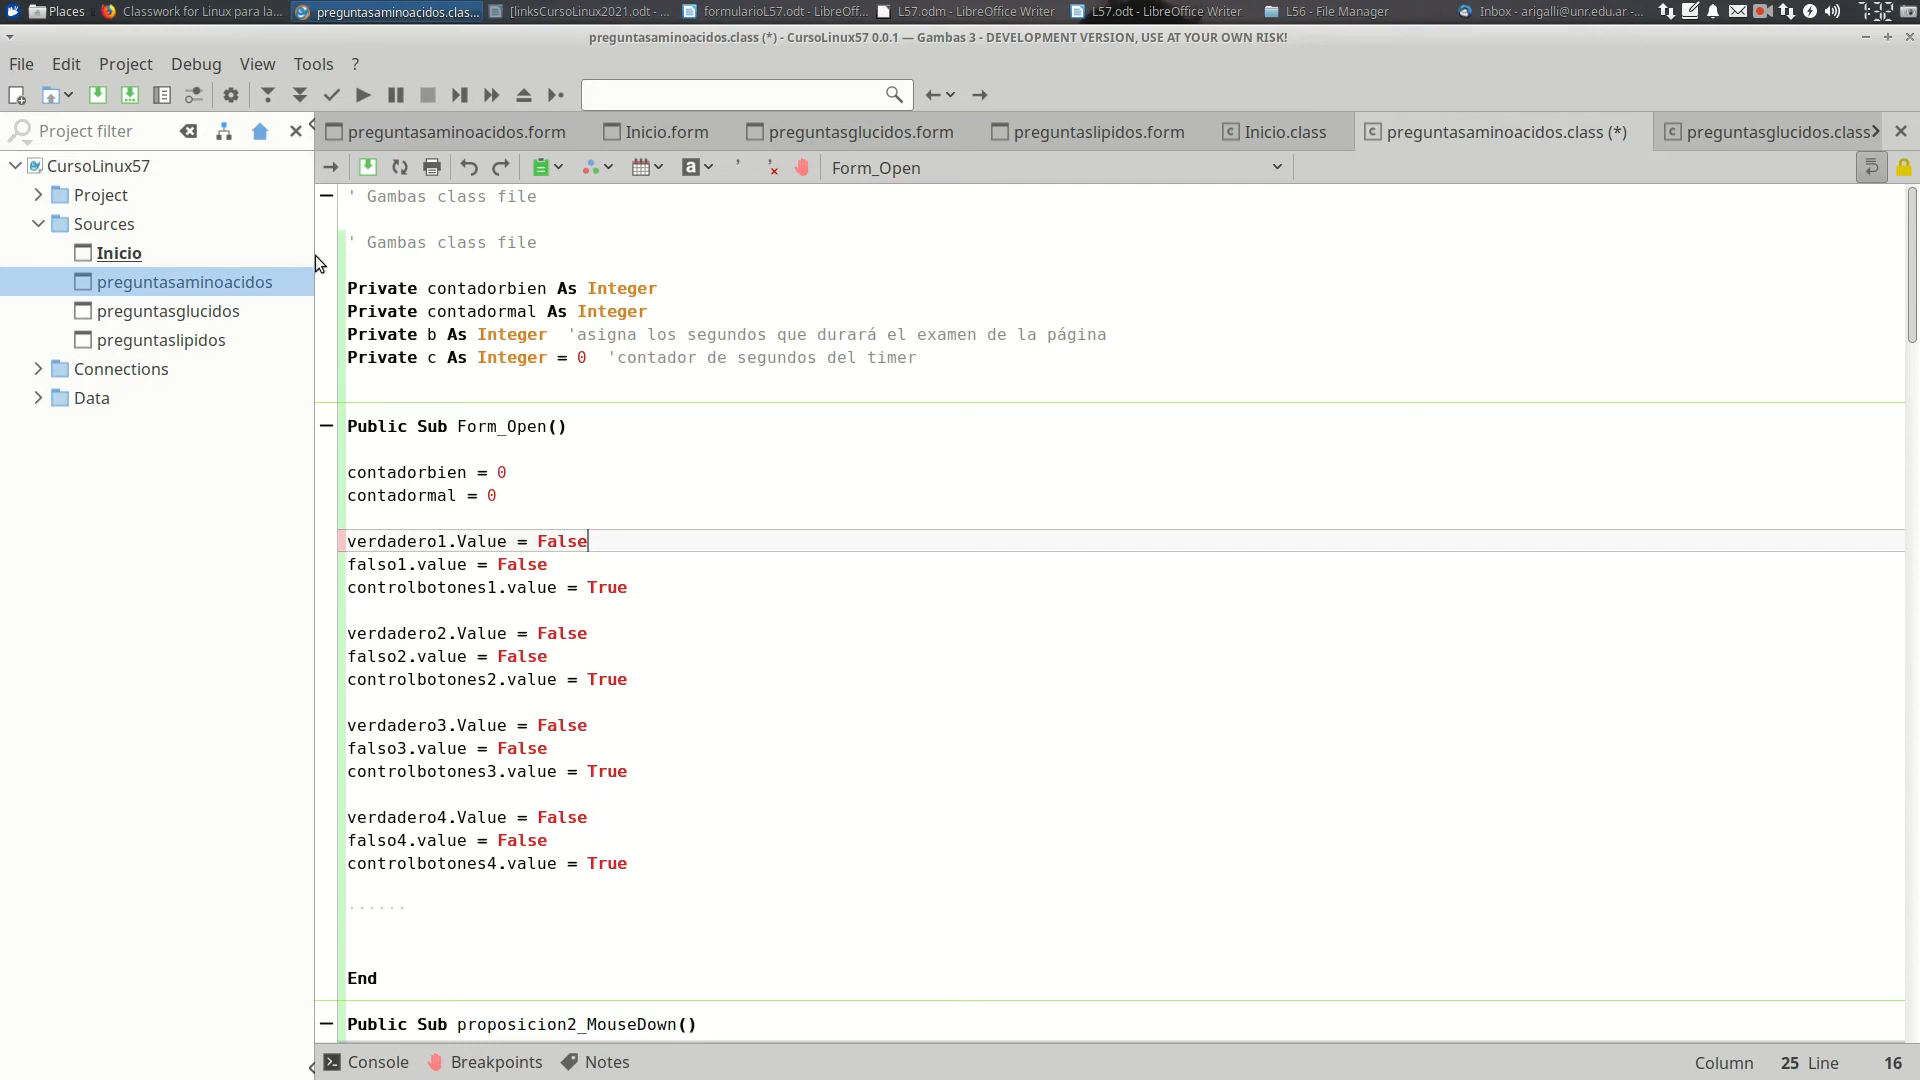 Places
Classwork for Linux para la...
preguntasaminoacidos.clas...
[linksCursoLinux2021.odt - ...
formularioL57.odt - LibreOff...
L57.odm - LibreOffice Writer
L57.odt - LibreOffice Writer
L56 - File Manager
Inbox - arigalli@unr.edu.ar -...
preguntasaminoacidos.class (*) - CursoLinux57 0.0.1 — Gambas 3 - DEVELOPMENT VERSION, USE AT YOUR OWN RISK!
File Edit Project Debug View Tools ?
Project filter
preguntasaminoacidos.form
Inicio.form
preguntasglucidos.form
preguntaslipidos.form
Inicio.class
preguntasaminoacidos.class (*)
preguntasglucidos.class
Form_Open
CursoLinux57
Project
Sources
Inicio
preguntasaminoacidos
preguntasglucidos
preguntaslipidos
Connections
Data
' Gambas class file
' Gambas class file
Private contadorbien As Integer
Private contadormal As Integer
Private b As Integer 'asigna los segundos que durará el examen de la página
Private c As Integer = 0 'contador de segundos del timer
Public Sub Form_Open()
contadorbien = 0
contadormal = 0
verdadero1.Value = False
falso1.value = False
controlbotones1.value = True
verdadero2.Value = False
falso2.value = False
controlbotones2.value = True
verdadero3.Value = False
falso3.value = False
controlbotones3.value = True
verdadero4.Value = False
falso4.value = False
controlbotones4.value = True
......
End
Public Sub proposicion2_MouseDown()
Console Breakpoints Notes
Column 25 Line 16